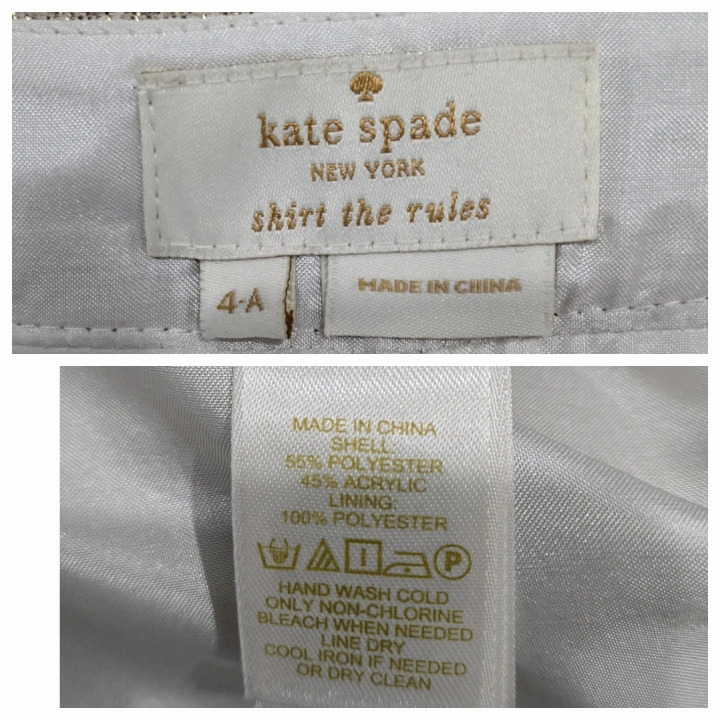 kate spade
NEW YORK
skirt the rules
4-A
MADE IN CHINA
MADE IN CHINA
SHELL:
55% POLYESTER
45% ACRYLIC
LINING:
100% POLYESTER
P
HAND WASH COLD
ONLY NON-CHLORINE
BLEACH WHEN NEEDED
LINE DRY
COOL IRON IF NEEDED
OR DRY CLEAN